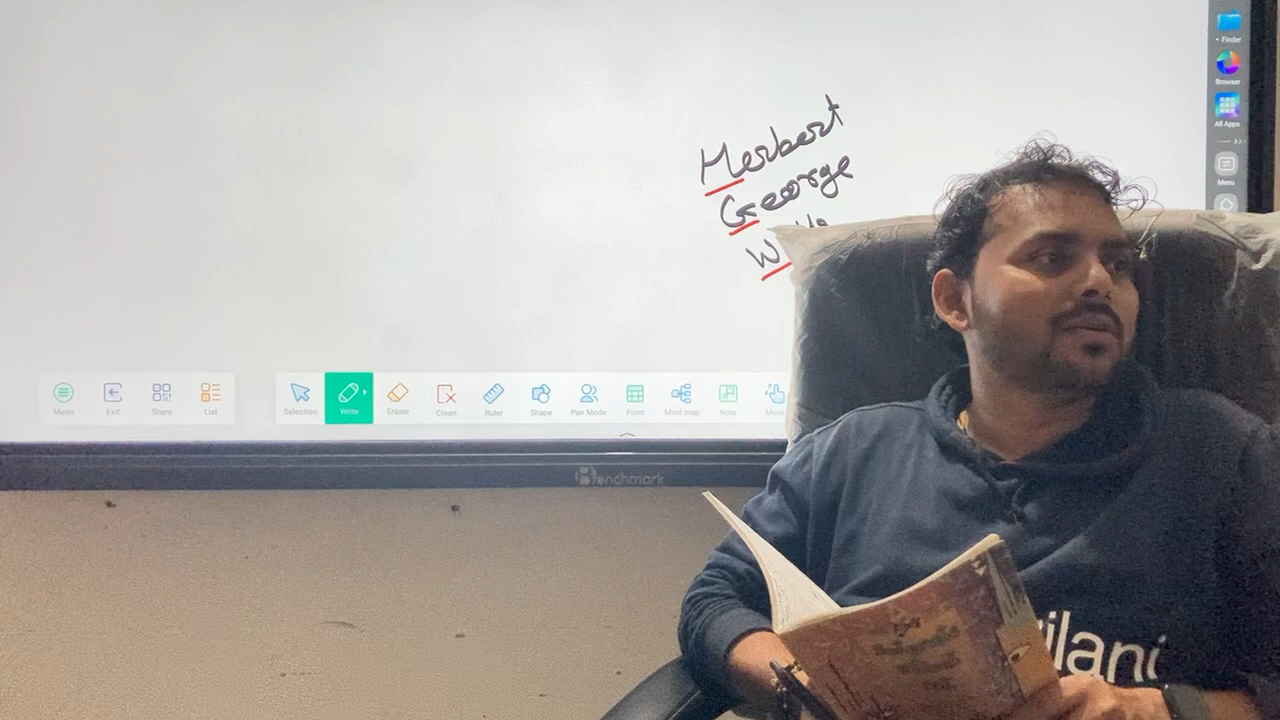 Herbert
George
W
Finder
Browser
All Apps
Menu
Menu
Exit
Share
List
Selection
Write
Eraser
Clean
Ruler
Shape
Pair Mode
Form
Mind map
Note
Move
Benchmark
ilani